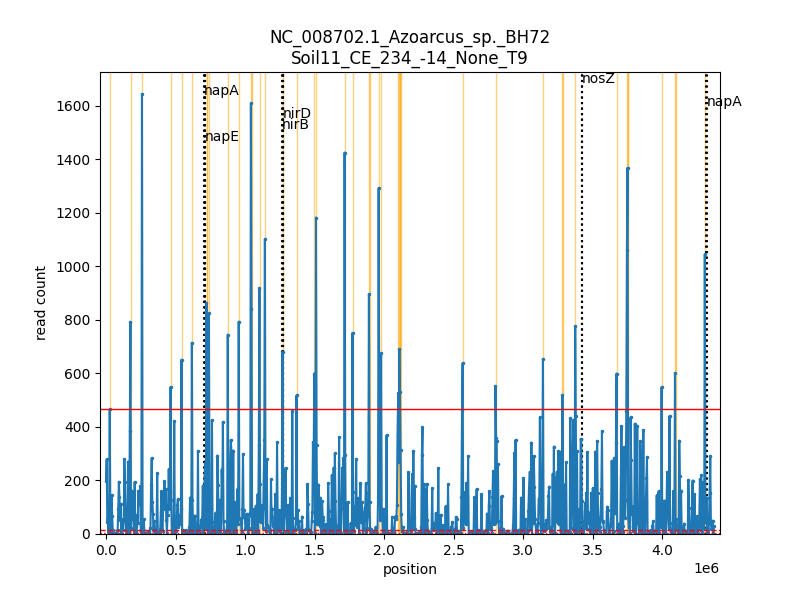 NC_008702.1_Azoarcus_sp._BH72
Soil11_CE_234_-14_None_T9
read count
1600
1400
1200
1000
800
600
400
200
0
napA
napE
nirD
nirB
nosZ
napA
0.0 0.5 1.0 1.5 2.0 2.5 3.0 3.5 4.0
1e6
position